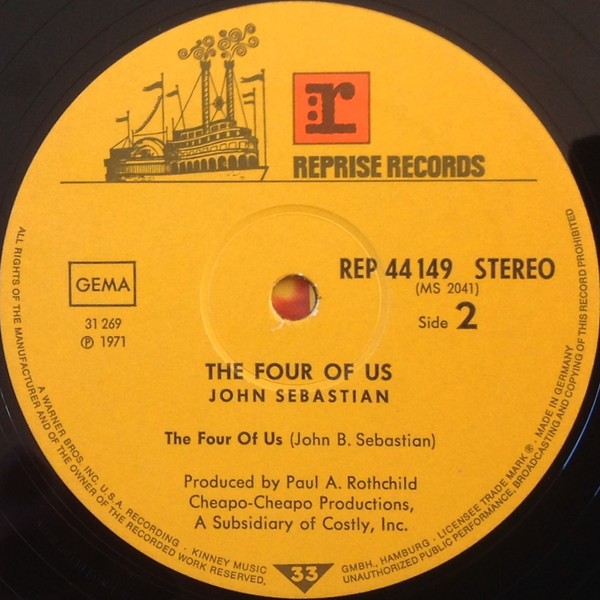 r
REPRISE RECORDS
REP 44 149 STEREO
(MS 2041)
Side 2
GEMA
31 269
℗ 1971
THE FOUR OF US
JOHN SEBASTIAN
The Four Of Us (John B. Sebastian)
Produced by Paul A. Rothchild
Cheapo-Cheapo Productions,
A Subsidiary of Costly, Inc.
33
ALL RIGHTS OF THE MANUFACTURER AND OF THE OWNER OF THE RECORDED WORK RESERVED.
A WARNER BROS. INC. U.S.A. RECORDING · KINNEY MUSIC
GMBH., HAMBURG · LICENSEE TRADE MARK ® · MADE IN GERMANY
UNAUTHORIZED PUBLIC PERFORMANCE, BROADCASTING AND COPYING OF THIS RECORD PROHIBITED